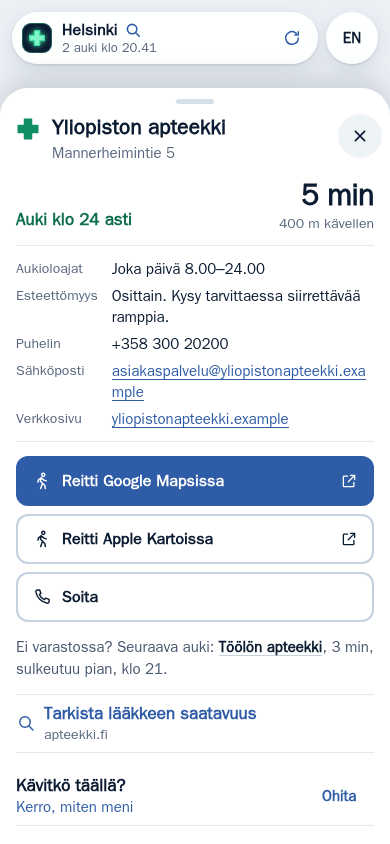 Helsinki
2 auki klo 20.41
EN
Yliopiston apteekki
Mannerheimintie 5
5 min
Auki klo 24 asti
400 m kävellen
Aukioloajat
Joka päivä 8.00–24.00
Esteettömyys
Osittain. Kysy tarvittaessa siirrettävää
ramppia.
Puhelin
+358 300 20200
Sähköposti
asiakaspalvelu@yliopistonapteekki.exa
mple
Verkkosivu
yliopistonapteekki.example
Reitti Google Mapsissa
Reitti Apple Kartoissa
Soita
Ei varastossa? Seuraava auki: Töölön apteekki, 3 min,
sulkeutuu pian, klo 21.
Tarkista lääkkeen saatavuus
apteekki.fi
Kävitkö täällä?
Kerro, miten meni
Ohita